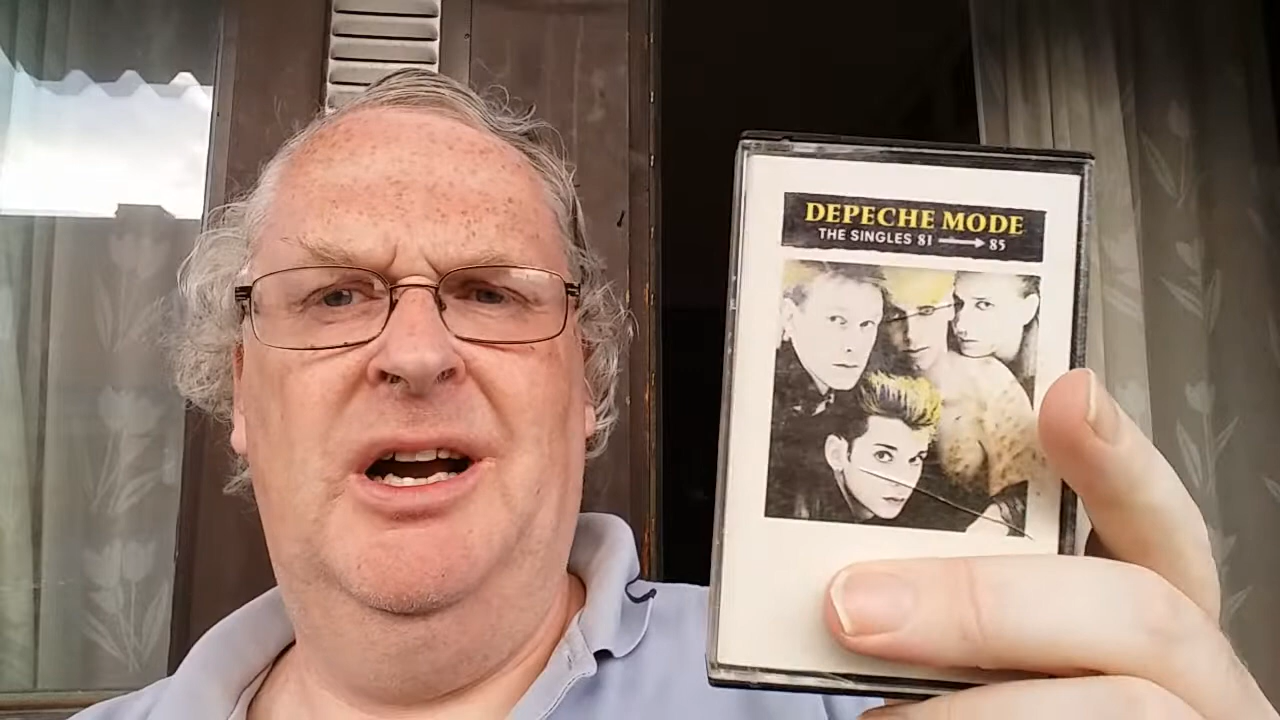 DEPECHE MODE
THE SINGLES 81 → 85